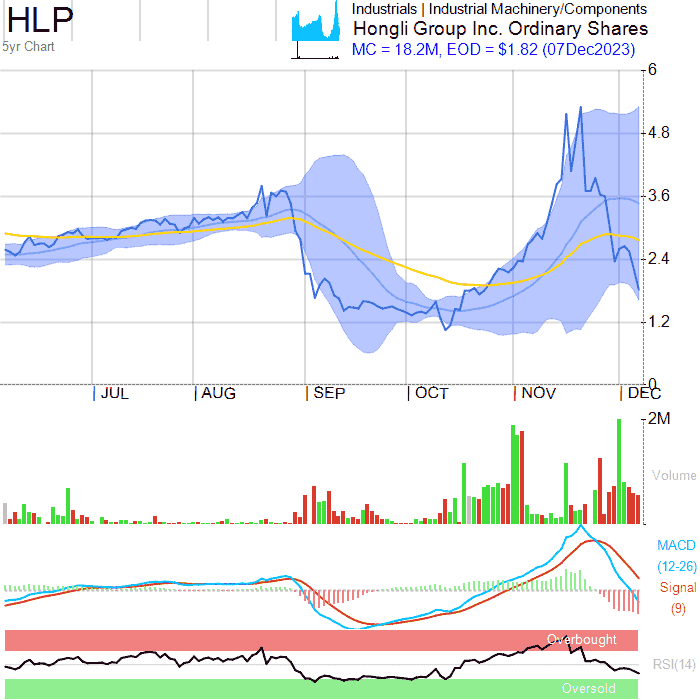 HLP
5yr Chart
Industrials | Industrial Machinery/Components
Hongli Group Inc. Ordinary Shares
MC = 18.2M, EOD = $1.82 (07Dec2023)
6
4.8
3.6
2.4
1.2
0
JUL AUG SEP OCT NOV DEC
2M
Volume
MACD
(12-26)
Signal
(9)
Overbought
RSI(14)
Oversold